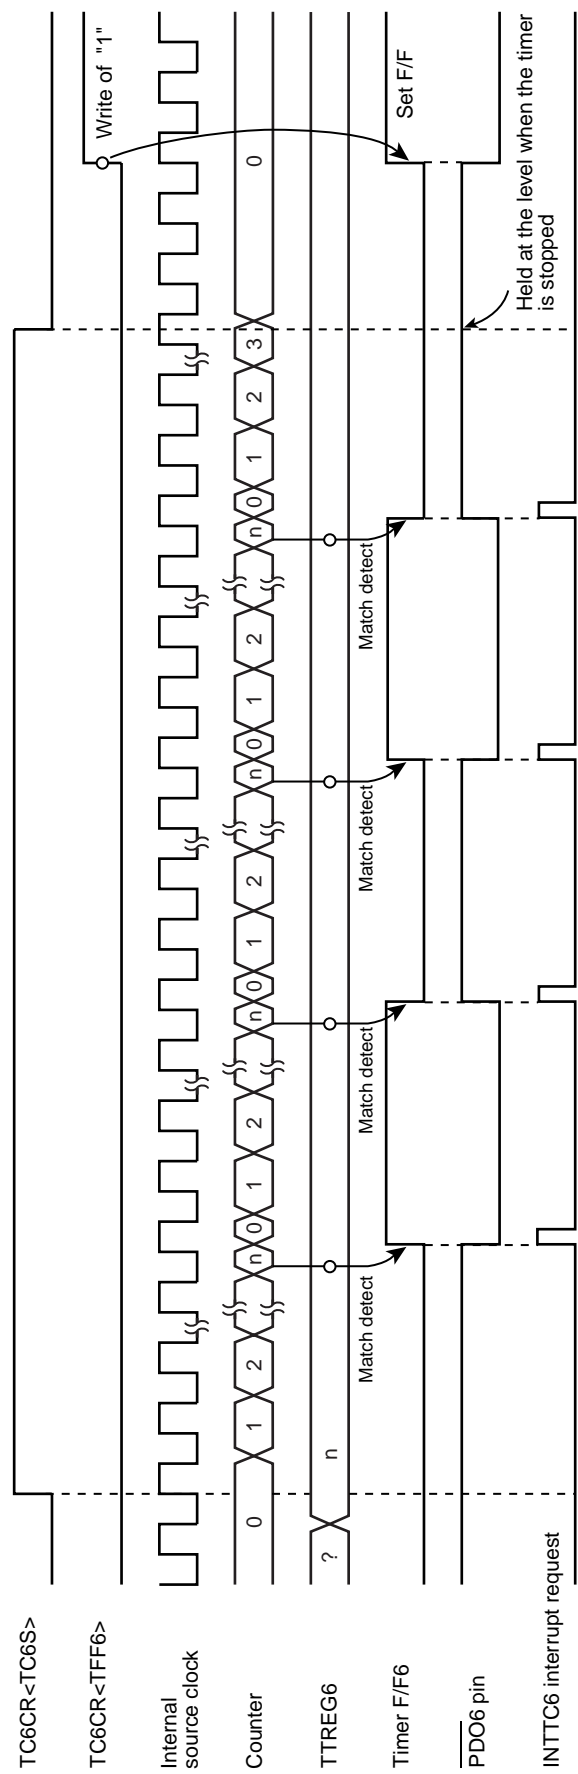 TC6CR<TC6S>
TC6CR<TFF6>
Write of "1"
Internal
source clock
Counter
0 1 2 n 0 1 2 n 0 1 2 n 0 1 2 n 0 1 2 3 0
TTREG6
? n
Match detect
Match detect
Match detect
Match detect
Timer F/F6
Set F/F
PDO6 pin
Held at the level when the timer
is stopped
INTTC6 interrupt request